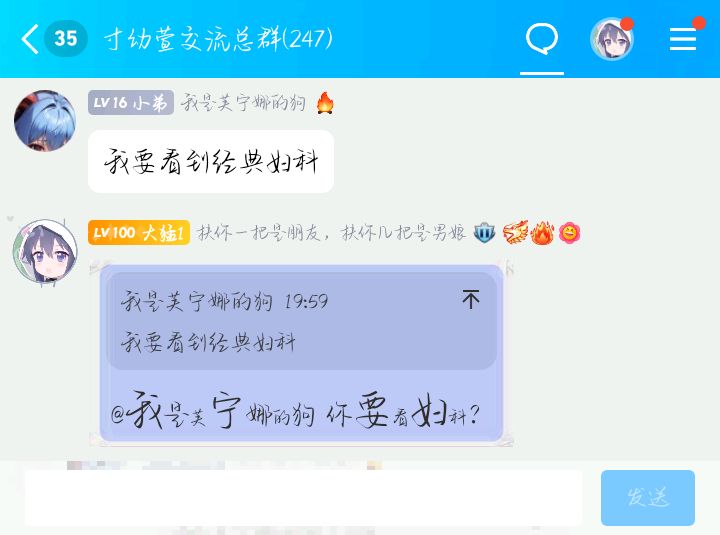 35 寸幼萱交流总群(247)
LV16 小弟 我是芙宁娜的狗
我要看到经典妇科
LV100 大猛1 扶你一把是朋友，扶你几把是男娘
我是芙宁娜的狗 19:59
我要看到经典妇科
@我是芙宁娜的狗 你要看妇科?
发送